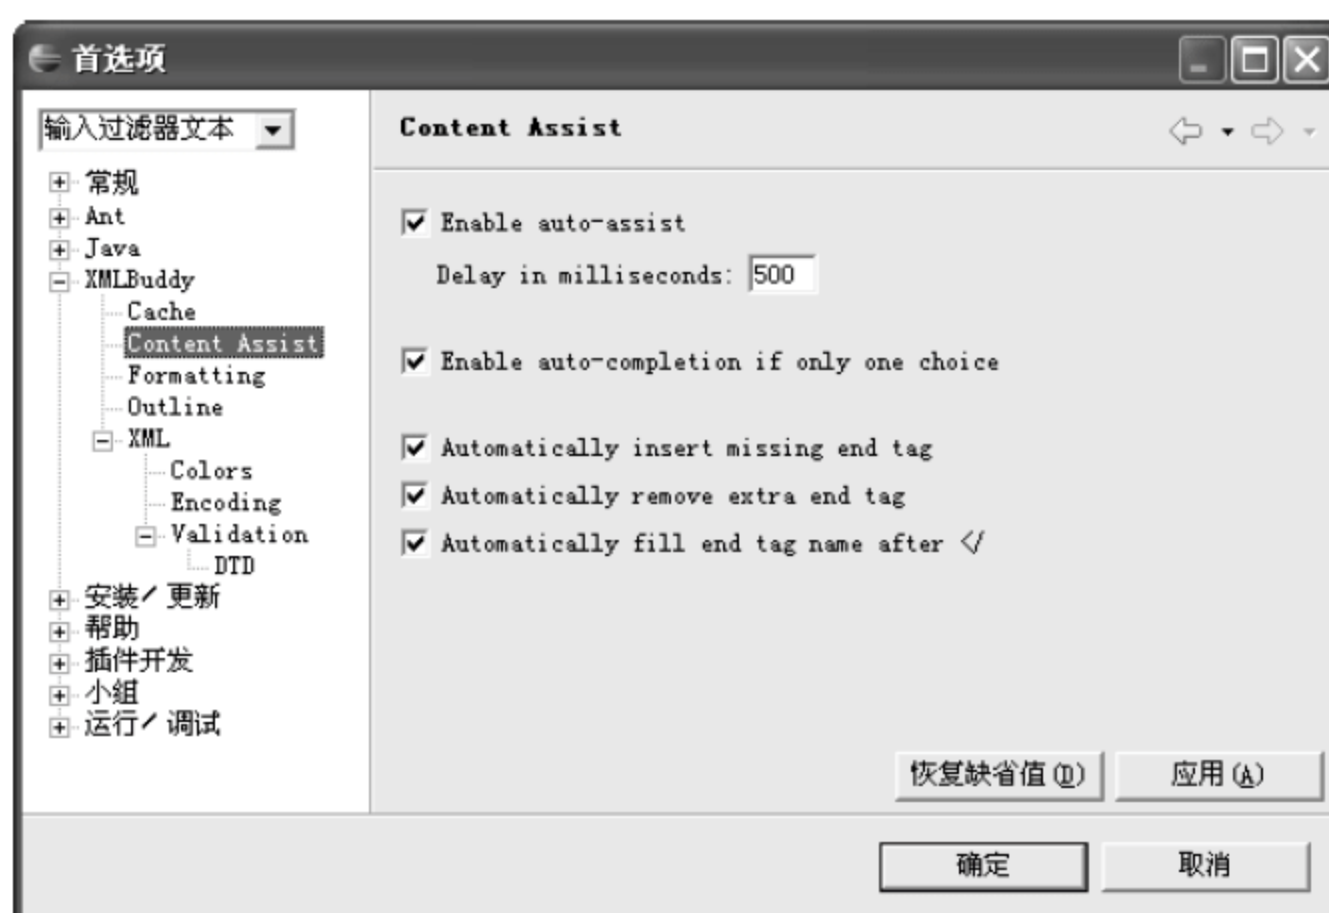 首选项
输入过滤器文本
常规
Ant
Java
XMLBuddy
Cache
Content Assist
Formatting
Outline
XML
Colors
Encoding
Validation
DTD
安装/更新
帮助
插件开发
小组
运行/调试
Content Assist
Enable auto-assist
Delay in milliseconds: 500
Enable auto-completion if only one choice
Automatically insert missing end tag
Automatically remove extra end tag
Automatically fill end tag name after </
恢复缺省值(D) 应用(A)
确定 取消